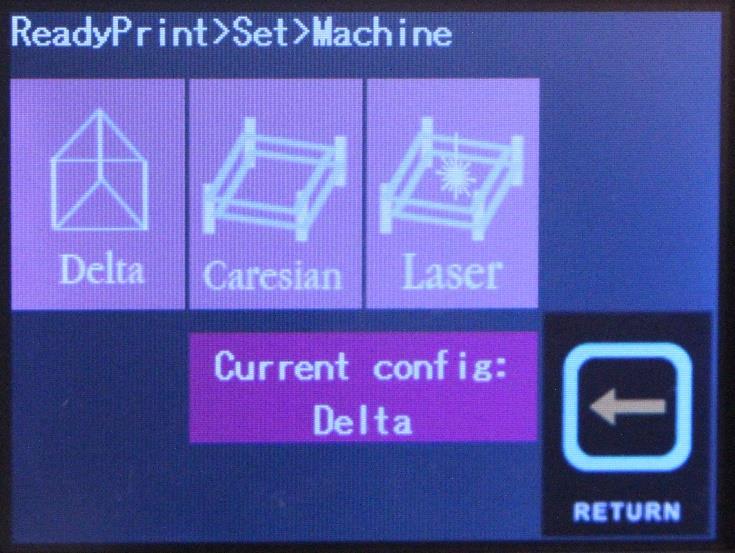 ReadyPrint>Set>Machine
Delta
Caresian
Laser
Current config:
Delta
RETURN